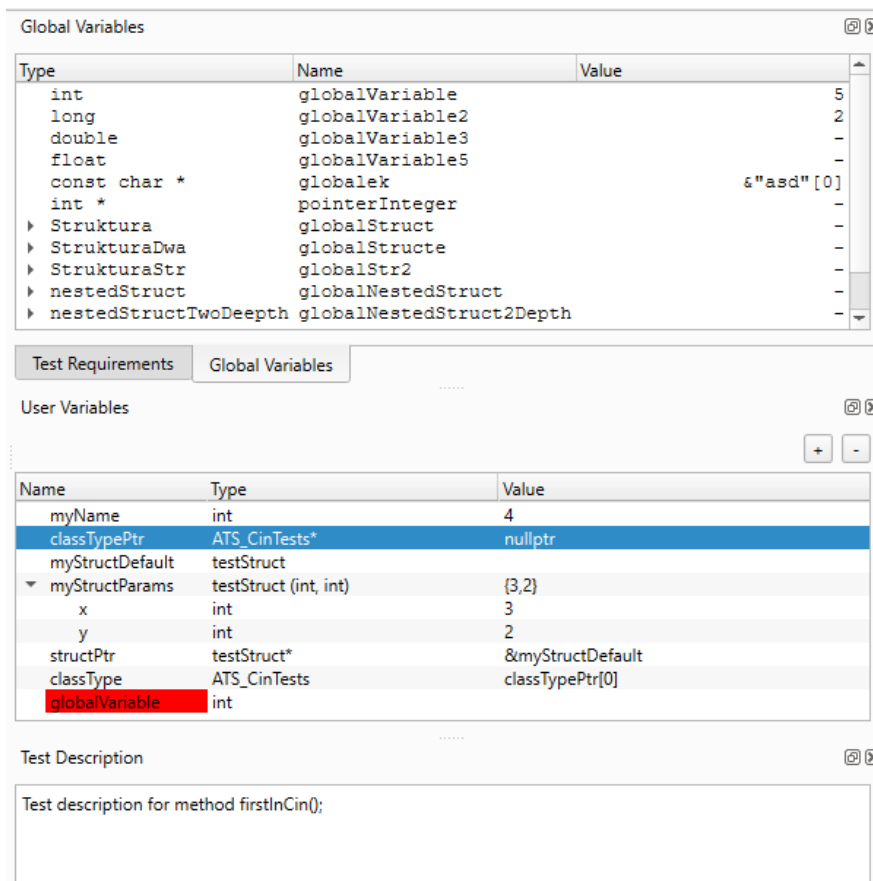 Global Variables
Type Name Value
int globalVariable 5
long globalVariable2 2
double globalVariable3 -
float globalVariable5 -
const char * globalek &"asd"[0]
int * pointerInteger -
Struktura globalStruct -
StrukturaDwa globalStructe -
StrukturaStr globalStr2 -
nestedStruct globalNestedStruct -
nestedStructTwoDeepth globalNestedStruct2Depth -
Test Requirements Global Variables
User Variables
+ -
Name Type Value
myName int 4
classTypePtr ATS_CinTests* nullptr
myStructDefault testStruct
myStructParams testStruct (int, int) {3,2}
x int 3
y int 2
structPtr testStruct* &myStructDefault
classType ATS_CinTests classTypePtr[0]
globalVariable int
Test Description
Test description for method firstInCin();